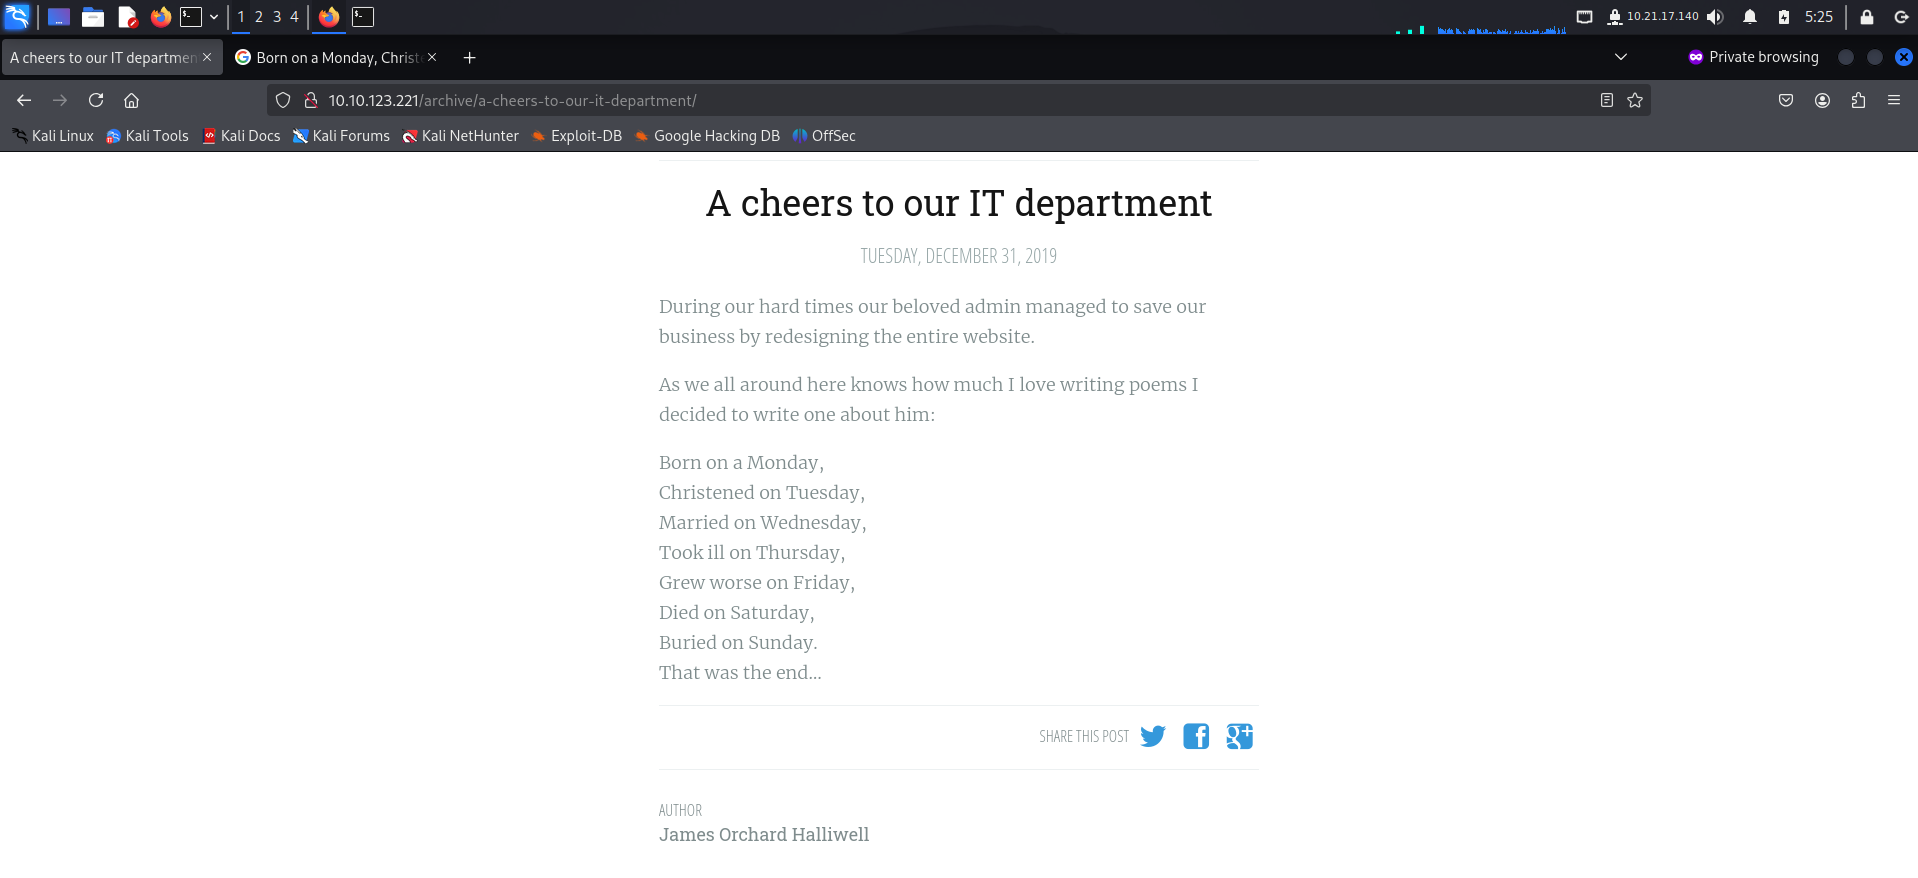 1 2 3 4
10.21.17.140
5:25
A cheers to our IT departmen
Born on a Monday, Christe
Private browsing
10.10.123.221/archive/a-cheers-to-our-it-department/
Kali Linux Kali Tools Kali Docs Kali Forums Kali NetHunter Exploit-DB Google Hacking DB OffSec
A cheers to our IT department
TUESDAY, DECEMBER 31, 2019
During our hard times our beloved admin managed to save our
business by redesigning the entire website.
As we all around here knows how much I love writing poems I
decided to write one about him:
Born on a Monday,
Christened on Tuesday,
Married on Wednesday,
Took ill on Thursday,
Grew worse on Friday,
Died on Saturday,
Buried on Sunday.
That was the end…
SHARE THIS POST
AUTHOR
James Orchard Halliwell